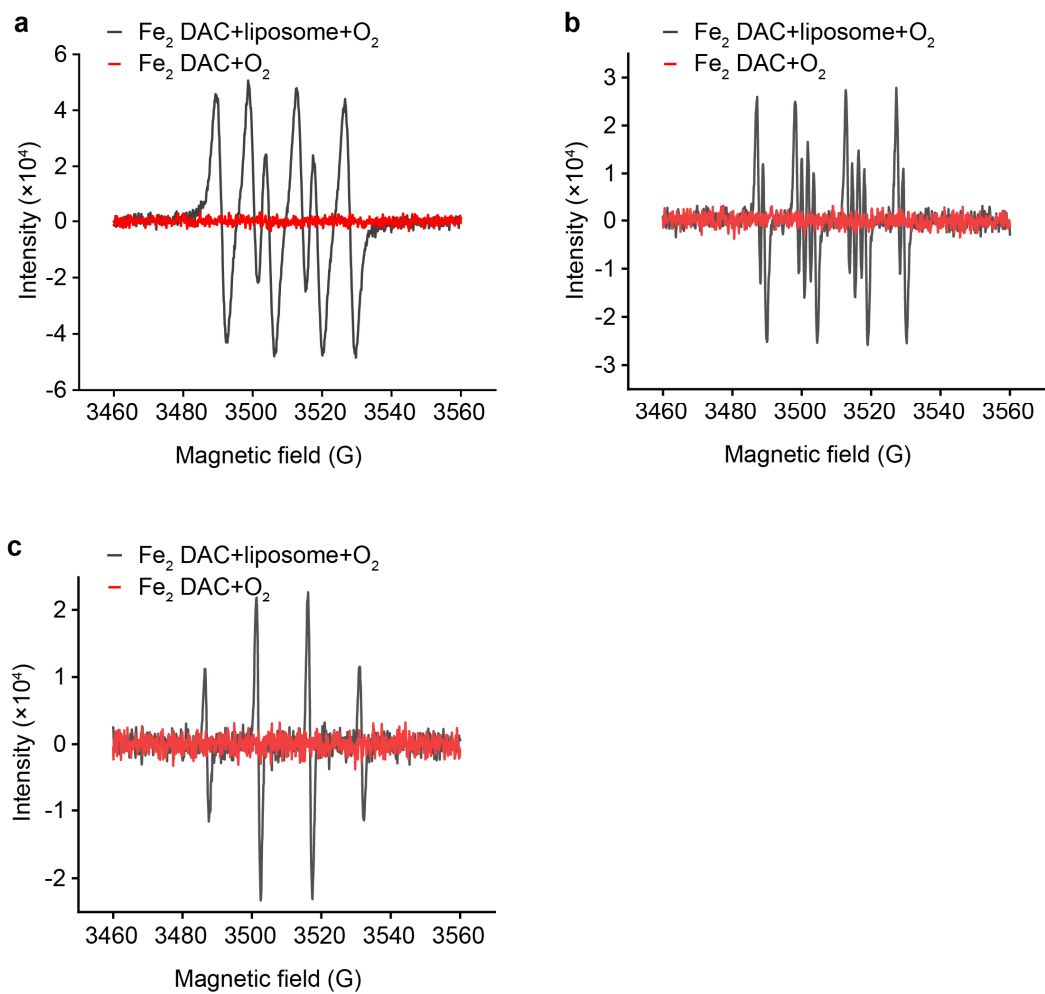 a
Fe₂ DAC+liposome+O₂
Fe₂ DAC+O₂
6
4
2
0
-2
-4
-6
Intensity (×10⁴)
3460 3480 3500 3520 3540 3560
Magnetic field (G)
b
Fe₂ DAC+liposome+O₂
Fe₂ DAC+O₂
3
2
1
0
-1
-2
-3
Intensity (×10⁴)
3460 3480 3500 3520 3540 3560
Magnetic field (G)
c
Fe₂ DAC+liposome+O₂
Fe₂ DAC+O₂
2
1
0
-1
-2
Intensity (×10⁴)
3460 3480 3500 3520 3540 3560
Magnetic field (G)